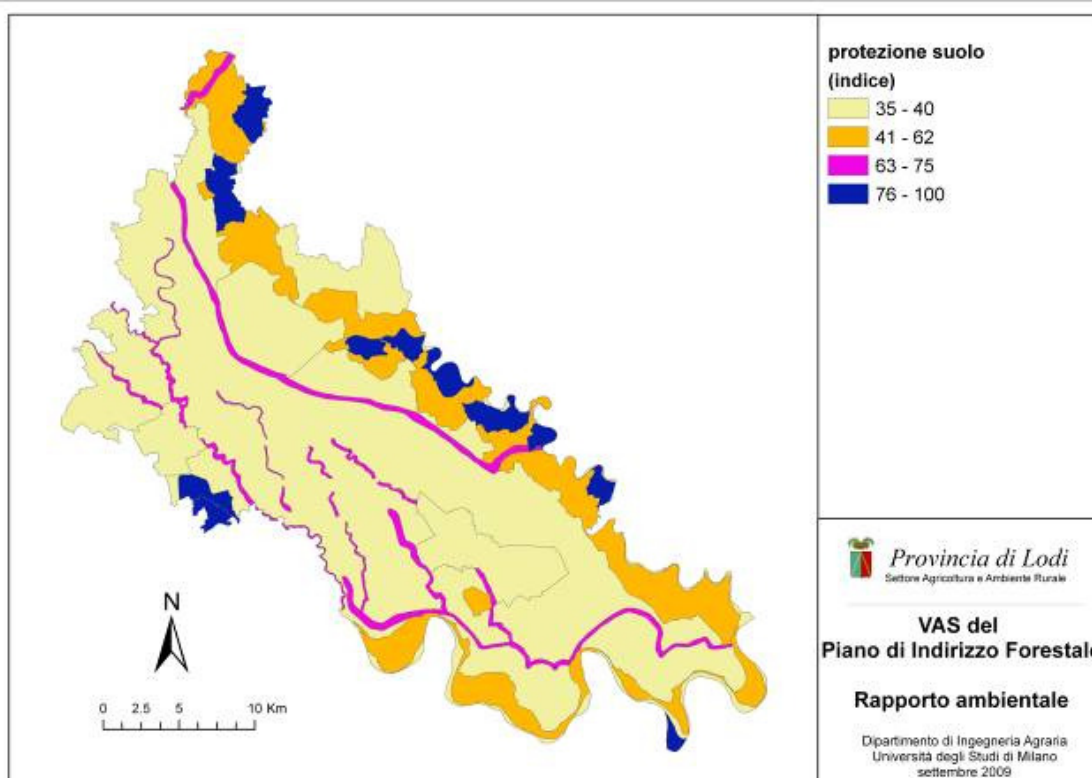 protezione suolo
(indice)
35 - 40
41 - 62
63 - 75
76 - 100
N
0 2.5 5 10 Km
Provincia di Lodi
Settore Agricoltura e Ambiente Rurale
VAS del
Piano di Indirizzo Forestale
Rapporto ambientale
Dipartimento di Ingegneria Agraria
Università degli Studi di Milano
settembre 2009